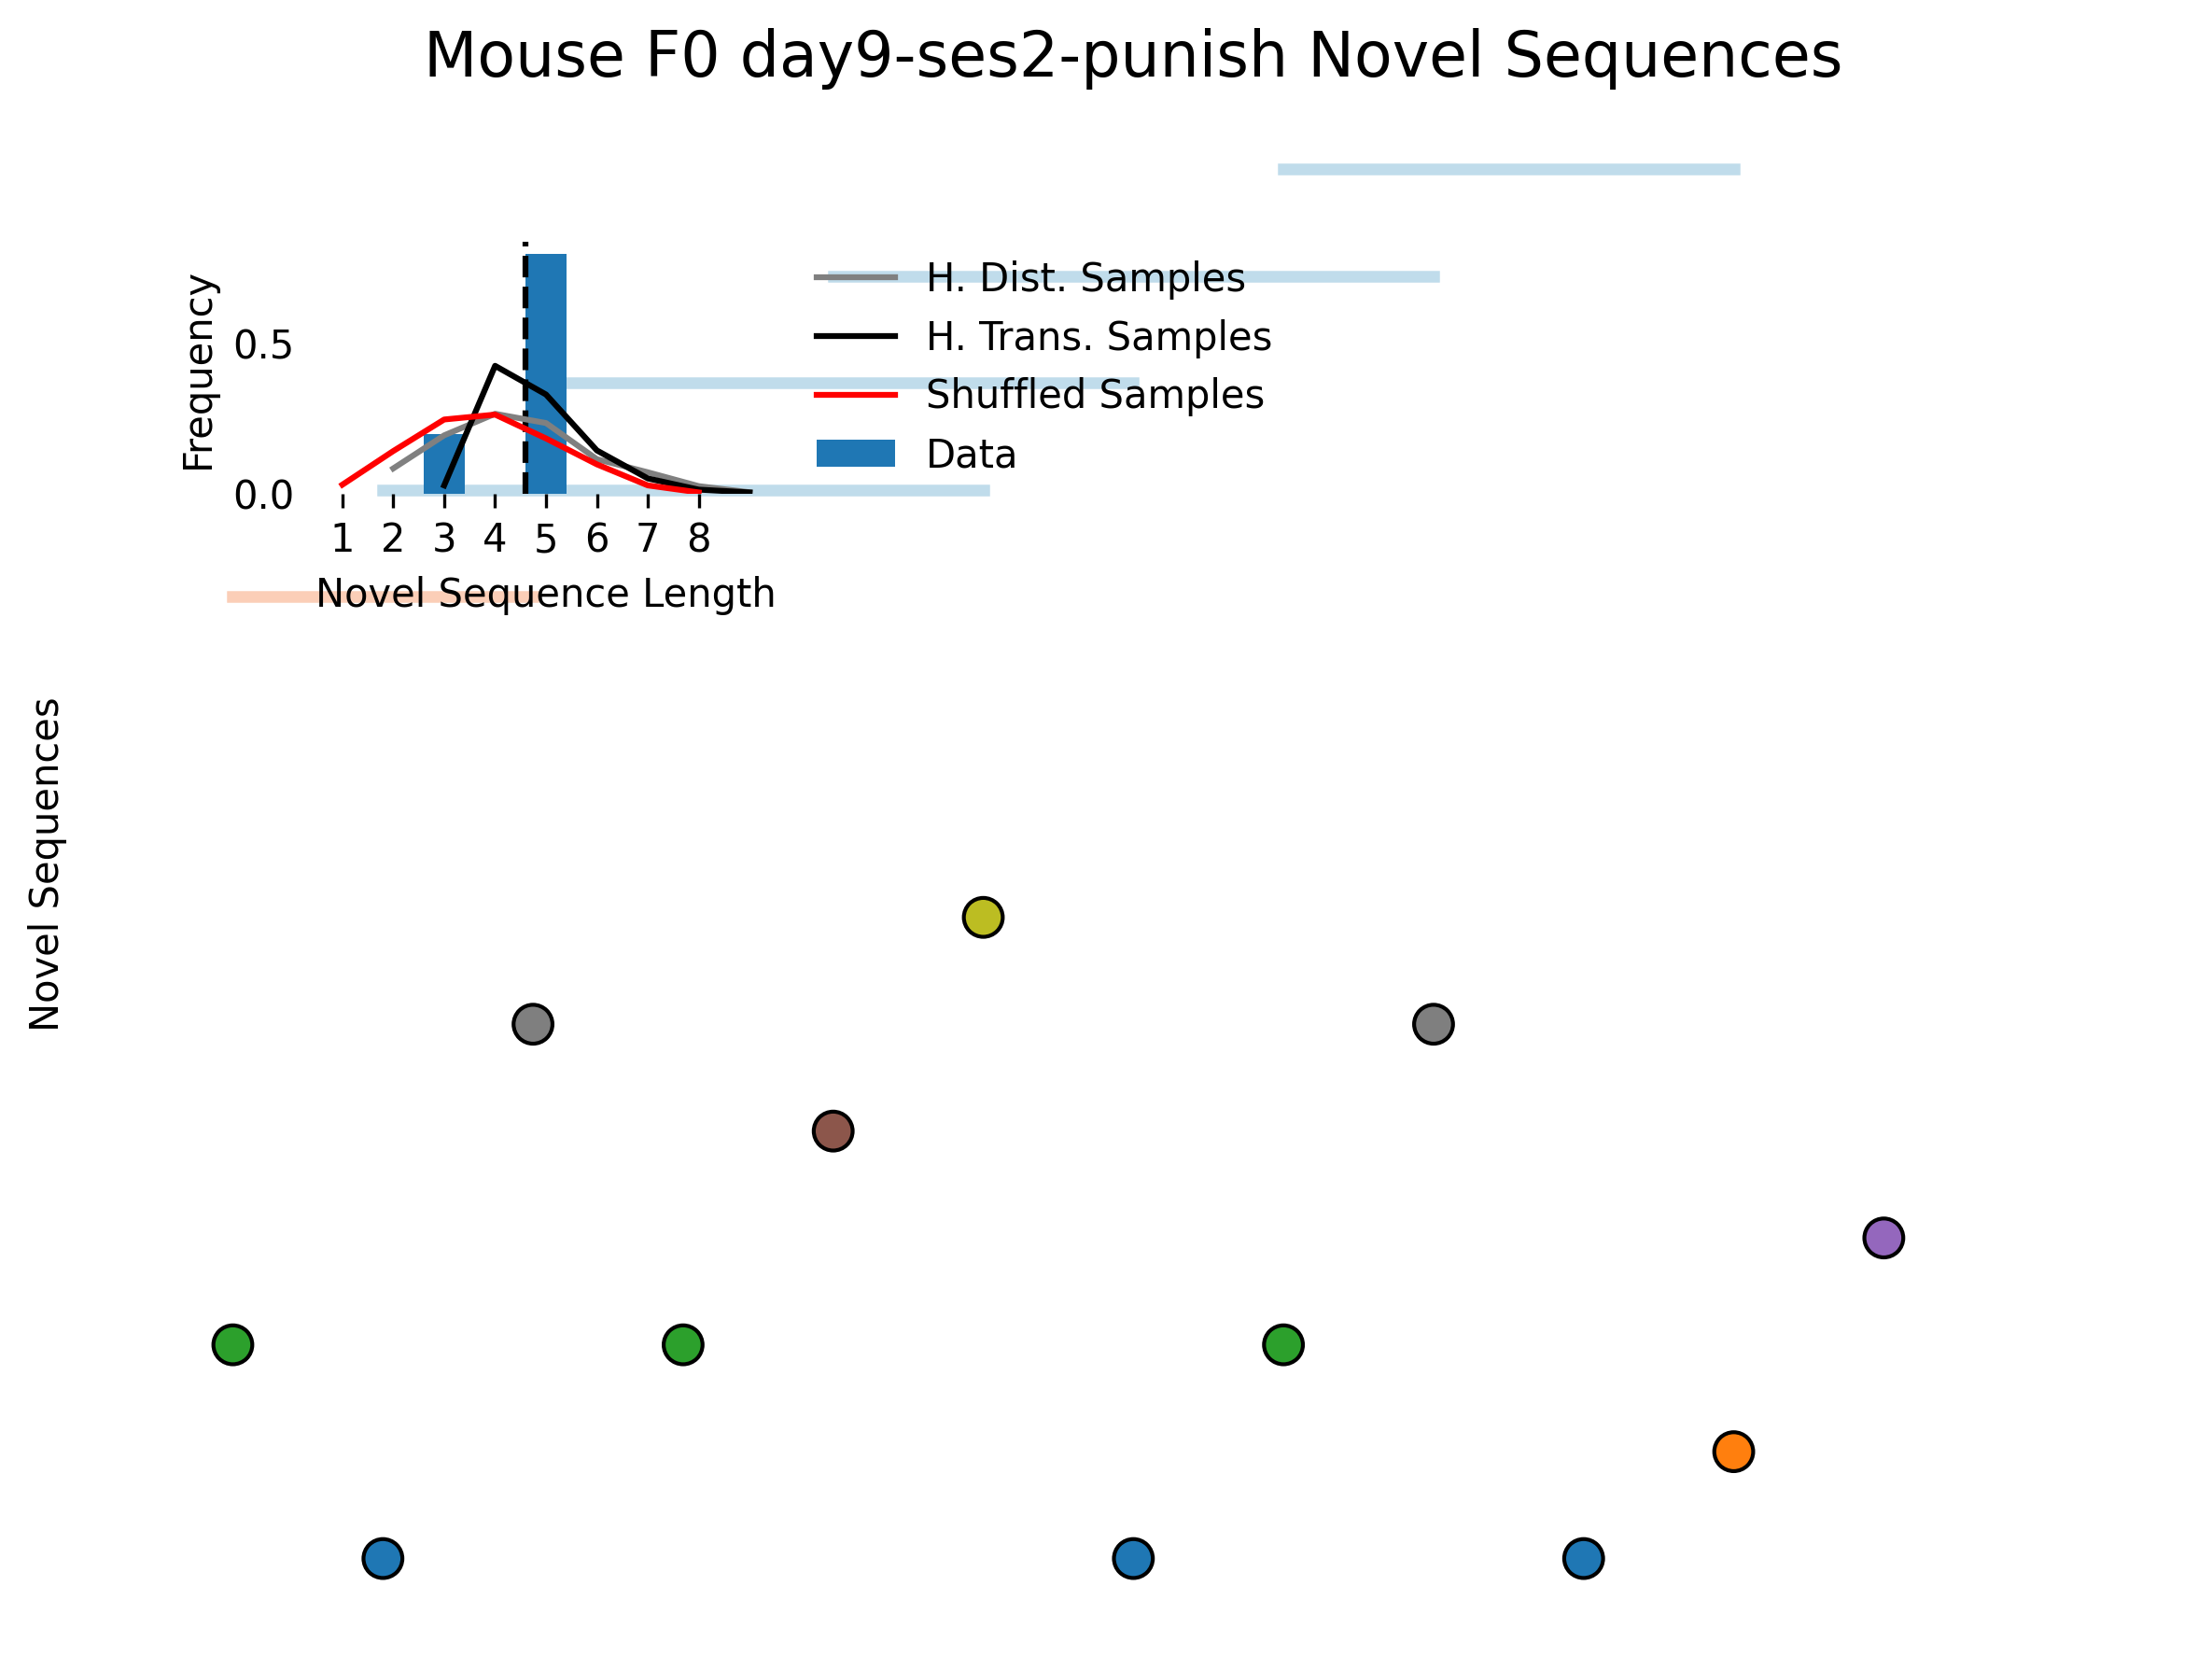 Mouse F0 day9-ses2-punish Novel Sequences
Frequency
0.5
0.0
1 2 3 4 5 6 7 8
Novel Sequence Length
H. Dist. Samples
H. Trans. Samples
Shuffled Samples
Data
Novel Sequences